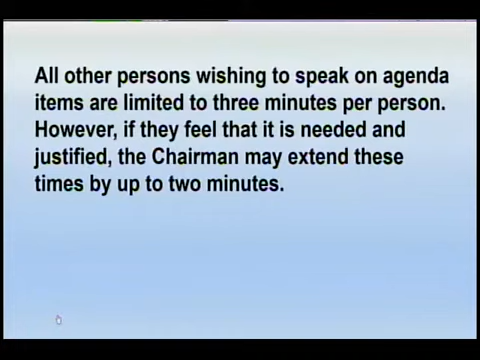 All other persons wishing to speak on agenda
items are limited to three minutes per person.
However, if they feel that it is needed and
justified, the Chairman may extend these
times by up to two minutes.